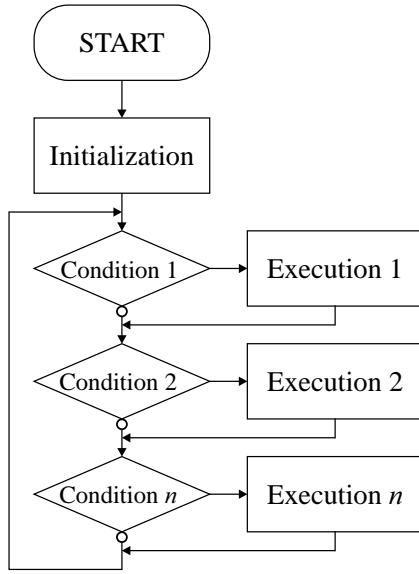 START
Initialization
Condition 1
Execution 1
Condition 2
Execution 2
Condition n
Execution n